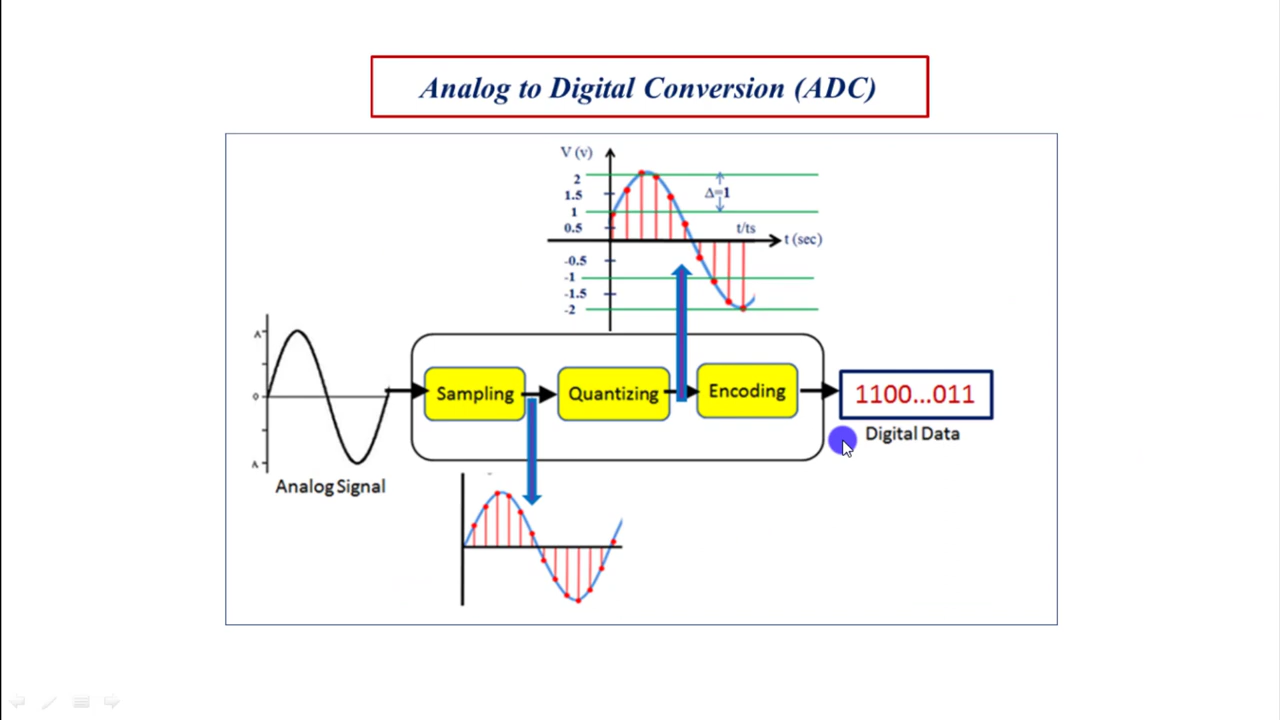 Analog to Digital Conversion (ADC)
V (v)
2
1.5
1
0.5
-0.5
-1
-1.5
-2
Δ=1
t/ts
t (sec)
A
0
A
Analog Signal
Sampling
Quantizing
Encoding
1100...011
Digital Data